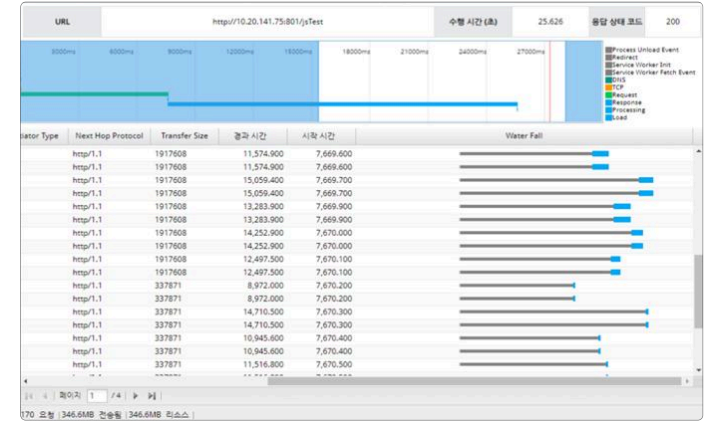 URL http://10.20.141.75:801/jsTest 수행 시간 (초) 25.626 응답 상태 코드 200
3000ms 6000ms 9000ms 12000ms 15000ms 18000ms 21000ms 24000ms 27000ms
Process Unload Event
Redirect
Service Worker Init
Service Worker Fetch Event
DNS
TCP
Request
Response
Processing
Load
tiator Type Next Hop Protocol Transfer Size 경과 시간 시작 시간 Water Fall
http/1.1 1917608 11,574.900 7,669.600
http/1.1 1917608 11,574.900 7,669.600
http/1.1 1917608 15,059.400 7,669.700
http/1.1 1917608 15,059.400 7,669.700
http/1.1 1917608 13,283.900 7,669.900
http/1.1 1917608 13,283.900 7,669.900
http/1.1 1917608 14,252.900 7,670.000
http/1.1 1917608 14,252.900 7,670.000
http/1.1 1917608 12,497.500 7,670.100
http/1.1 1917608 12,497.500 7,670.100
http/1.1 337871 8,972.000 7,670.200
http/1.1 337871 8,972.000 7,670.200
http/1.1 337871 14,710.500 7,670.300
http/1.1 337871 14,710.500 7,670.300
http/1.1 337871 10,945.600 7,670.400
http/1.1 337871 10,945.600 7,670.400
http/1.1 337871 11,516.800 7,670.500
페이지 1 / 4
170 요청 | 346.6MB 전송됨 | 346.6MB 리소스 |